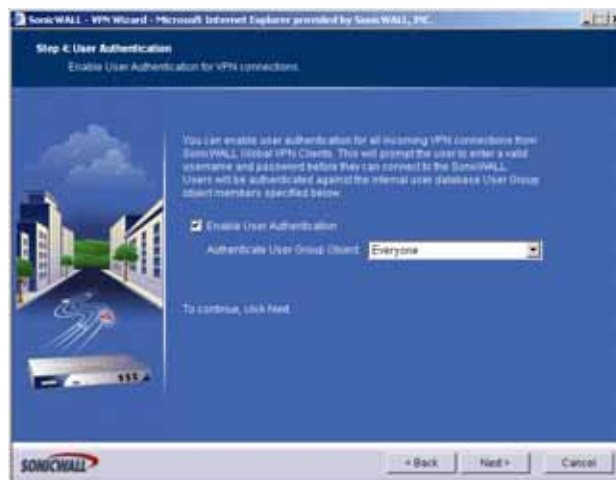 SonicWALL - VPN Wizard - Microsoft Internet Explorer provided by SonicWALL, INC.
Step 4: User Authentication
Enable User Authentication for VPN connections.
You can enable user authentication for all incoming VPN connections from
SonicWALL Global VPN Clients. This will prompt the user to enter a valid
username and password before they can connect to the SonicWALL.
Users will be authenticated against the internal user database User Group
object members specified below:
Enable User Authentication
Authenticate User Group Object: Everyone
To continue, click Next.
SONICWALL
< Back
Next >
Cancel